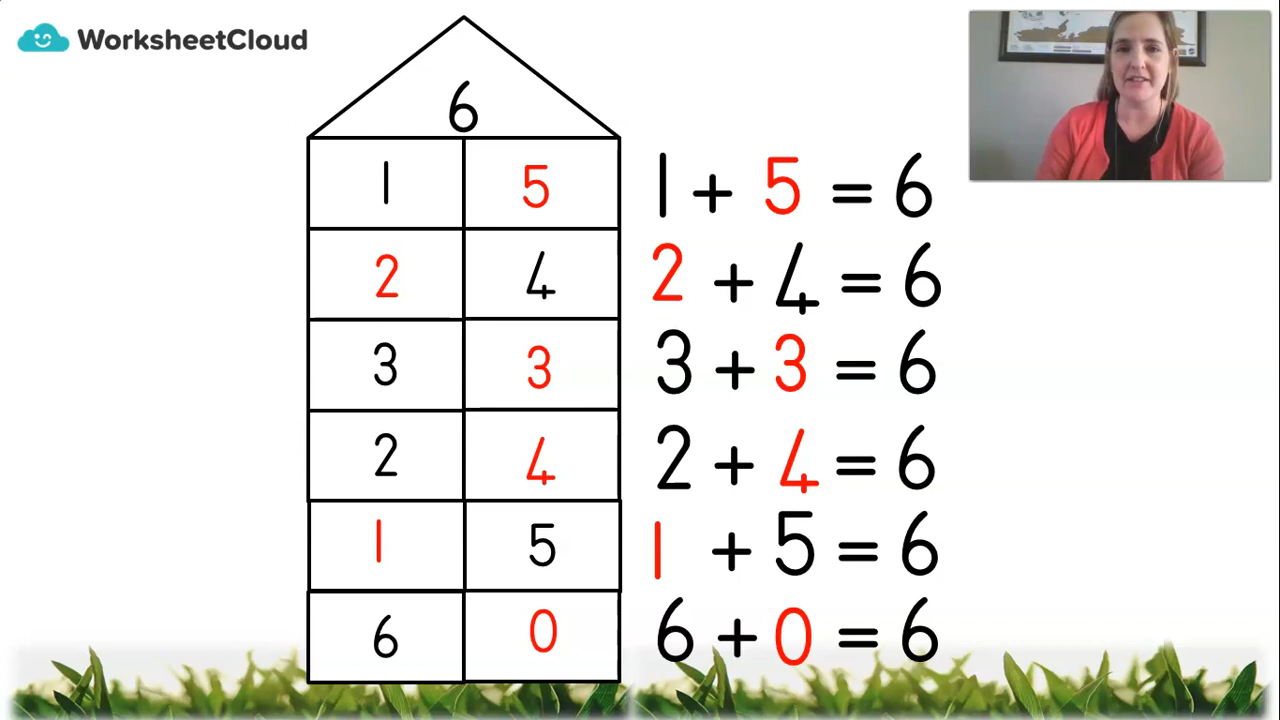 WorksheetCloud
6
1 5 1 + 5 = 6
2 4 2 + 4 = 6
3 3 3 + 3 = 6
2 4 2 + 4 = 6
1 5 1 + 5 = 6
6 0 6 + 0 = 6